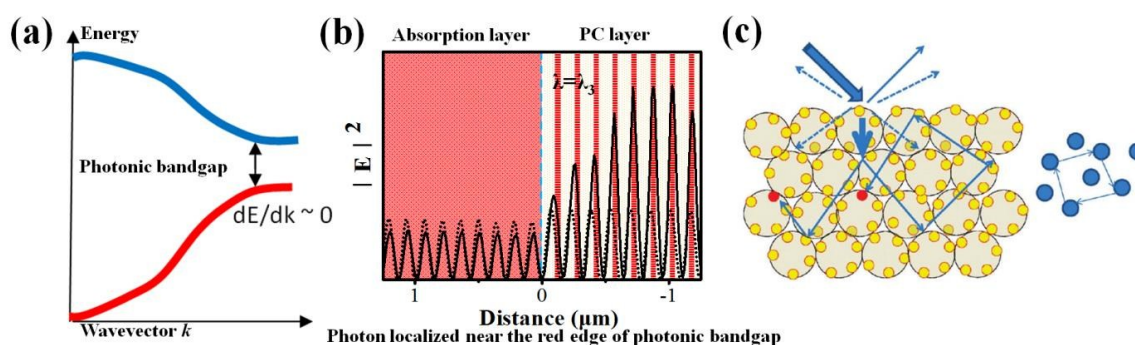 (a)
Energy
Photonic bandgap
dE/dk ~ 0
Wavevector k
(b)
Absorption layer PC layer
λ=λ3
| E | 2
1 0 -1
Distance (μm)
Photon localized near the red edge of photonic bandgap
(c)